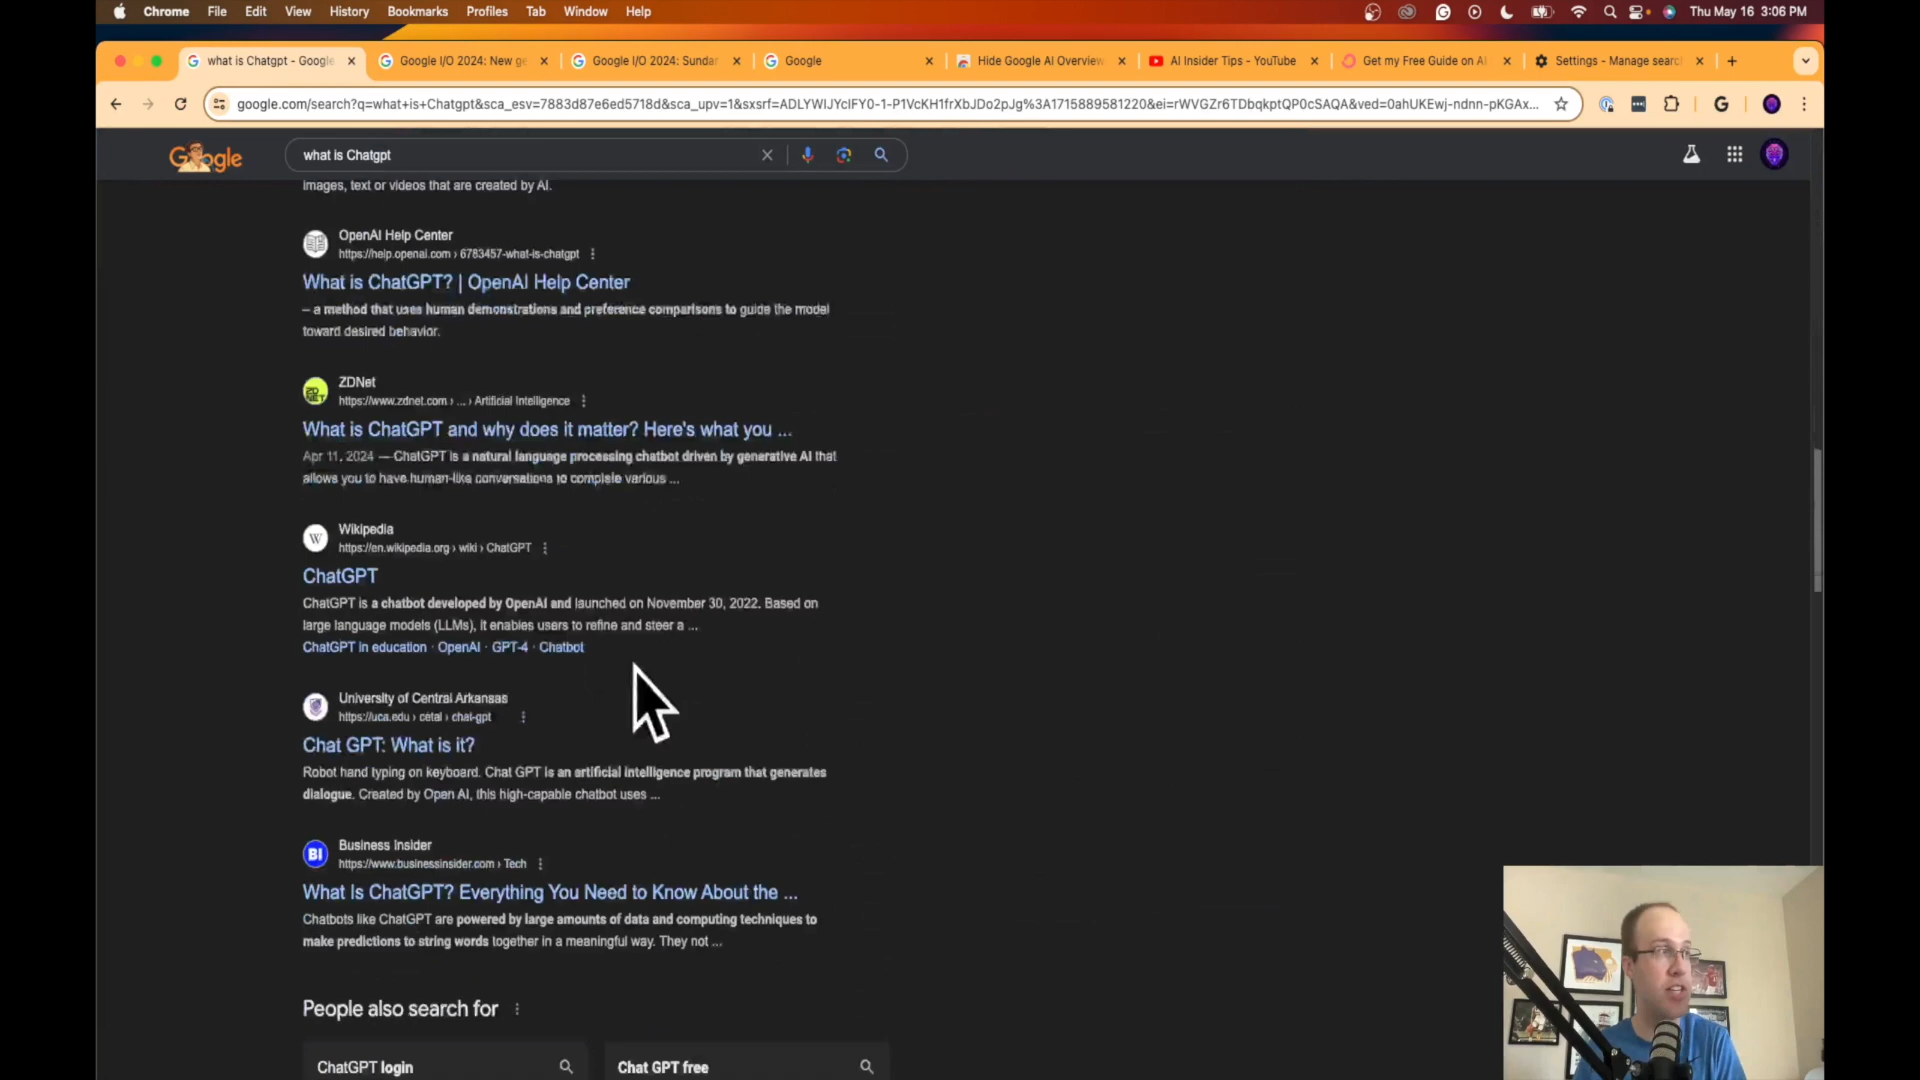 Chrome File Edit View History Bookmarks Profiles Tab Window Help Thu May 16 3:06 PM
what is Chatgpt - Google Google I/O 2024: New ge Google I/O 2024: Sundar Google Hide Google AI Overview AI Insider Tips - YouTube Get my Free Guide on AI Settings - Manage searc
google.com/search?q=what+is+Chatgpt&sca_esv=7883d87e6ed5718d&sca_upv=1&sxsrf=ADLYWIJYcIFY0-1-P1VcKH1frXbJDo2pJg%3A1715889581220&ei=rWVGZr6TDbqkptQP0cSAQA&ved=0ahUKEwj-ndnn-pKGAx...
Google what is Chatgpt
images, text or videos that are created by AI.
OpenAI Help Center
https://help.openai.com › 6783457-what-is-chatgpt
What is ChatGPT? | OpenAI Help Center
– a method that uses human demonstrations and preference comparisons to guide the model
toward desired behavior.
ZDNet
https://www.zdnet.com › ... › Artificial Intelligence
What is ChatGPT and why does it matter? Here's what you ...
Apr 11, 2024 — ChatGPT is a natural language processing chatbot driven by generative AI that
allows you to have human-like conversations to complete various ...
Wikipedia
https://en.wikipedia.org › wiki › ChatGPT
ChatGPT
ChatGPT is a chatbot developed by OpenAI and launched on November 30, 2022. Based on
large language models (LLMs), it enables users to refine and steer a ...
ChatGPT in education · OpenAI · GPT-4 · Chatbot
University of Central Arkansas
https://uca.edu › cetal › chat-gpt
Chat GPT: What is it?
Robot hand typing on keyboard. Chat GPT is an artificial intelligence program that generates
dialogue. Created by Open AI, this high-capable chatbot uses ...
BI Business Insider
https://www.businessinsider.com › Tech
What Is ChatGPT? Everything You Need to Know About the ...
Chatbots like ChatGPT are powered by large amounts of data and computing techniques to
make predictions to string words together in a meaningful way. They not ...
People also search for
ChatGPT login Chat GPT free